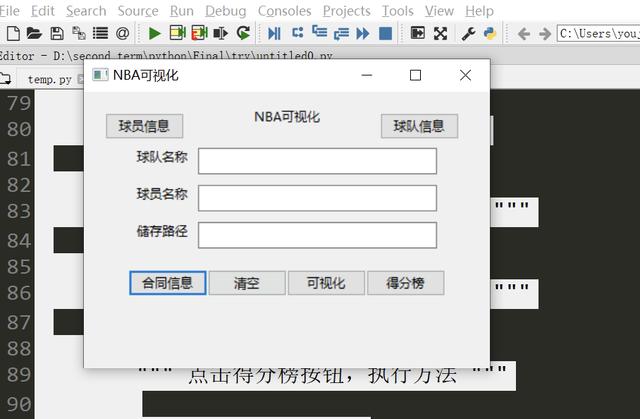 File Edit Search Source Run Debug Consoles Projects Tools View Help
C:\Users\youj
Editor - D:\second term\python\Final\try\untitled0.py
temp.py
NBA可视化
球员信息
NBA可视化
球队信息
球队名称
球员名称
储存路径
合同信息 清空 可视化 得分榜
79
80
81
82
83 """
84
85
86 """
87
88
89 """ 点击得分榜按钮，执行方法 """
90